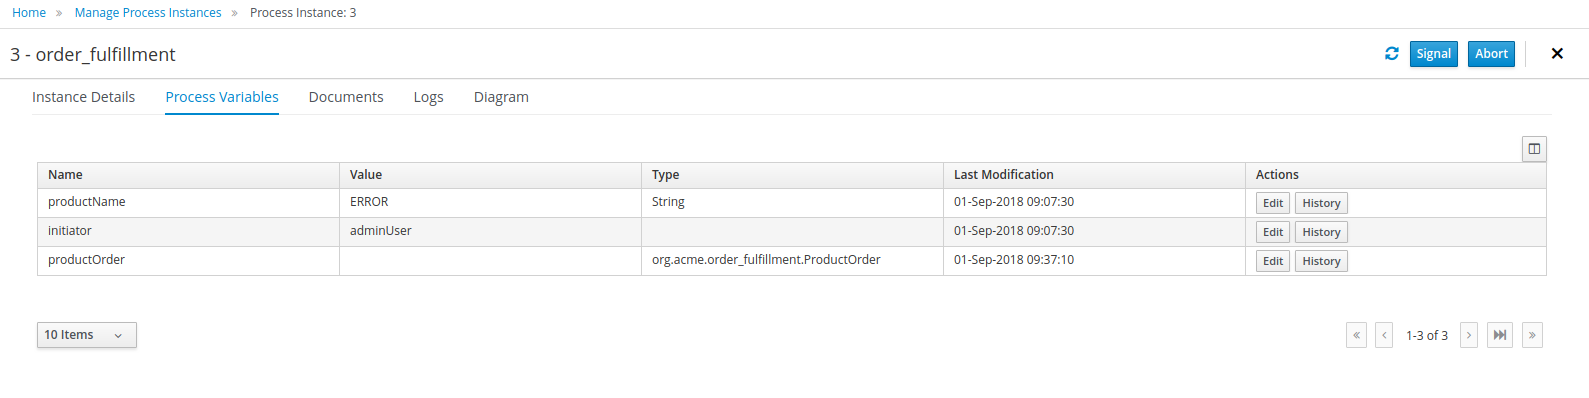 Home » Manage Process Instances » Process Instance: 3
3 - order_fulfillment Signal Abort
Instance Details Process Variables Documents Logs Diagram
Name Value Type Last Modification Actions
productName ERROR String 01-Sep-2018 09:07:30 Edit History
initiator adminUser 01-Sep-2018 09:07:30 Edit History
productOrder org.acme.order_fulfillment.ProductOrder 01-Sep-2018 09:37:10 Edit History
10 Items « ‹ 1-3 of 3 › »